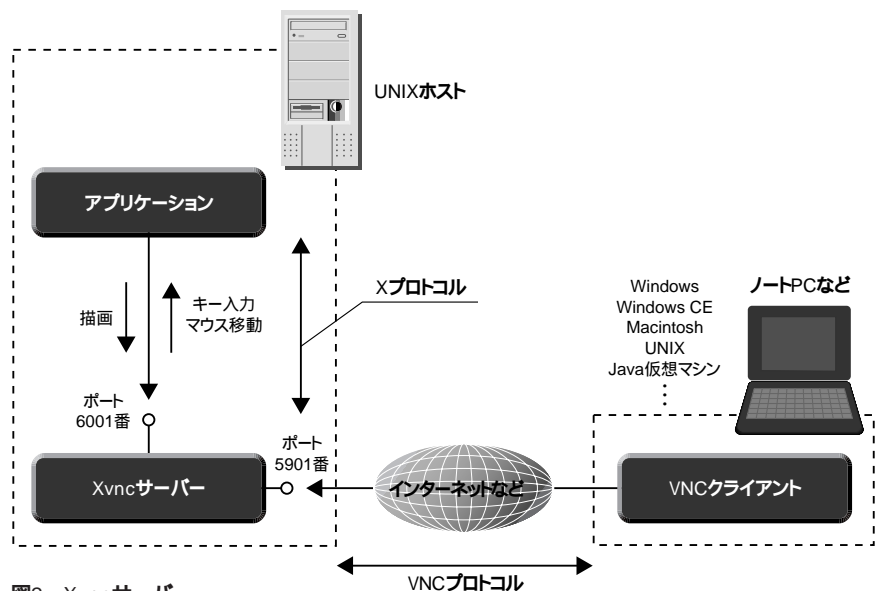 UNIXホスト
アプリケーション
Xプロトコル
描画
キー入力
マウス移動
Windows
Windows CE
Macintosh
UNIX
Java仮想マシン
ノートPCなど
ポート
6001番
ポート
5901番
Xvncサーバー
インターネットなど
VNCクライアント
VNCプロトコル